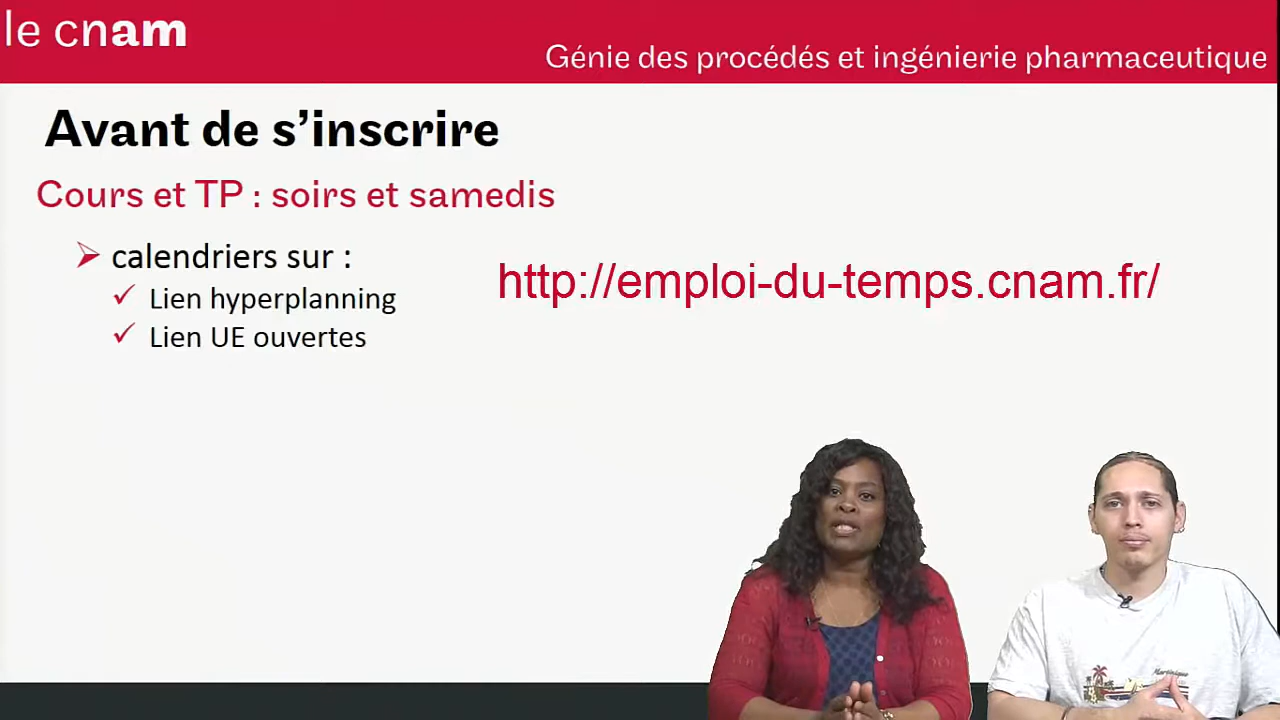 le cnam
Génie des procédés et ingénierie pharmaceutique
Avant de s’inscrire
Cours et TP : soirs et samedis
calendriers sur :
Lien hyperplanning
http://emploi-du-temps.cnam.fr/
Lien UE ouvertes
Martinique